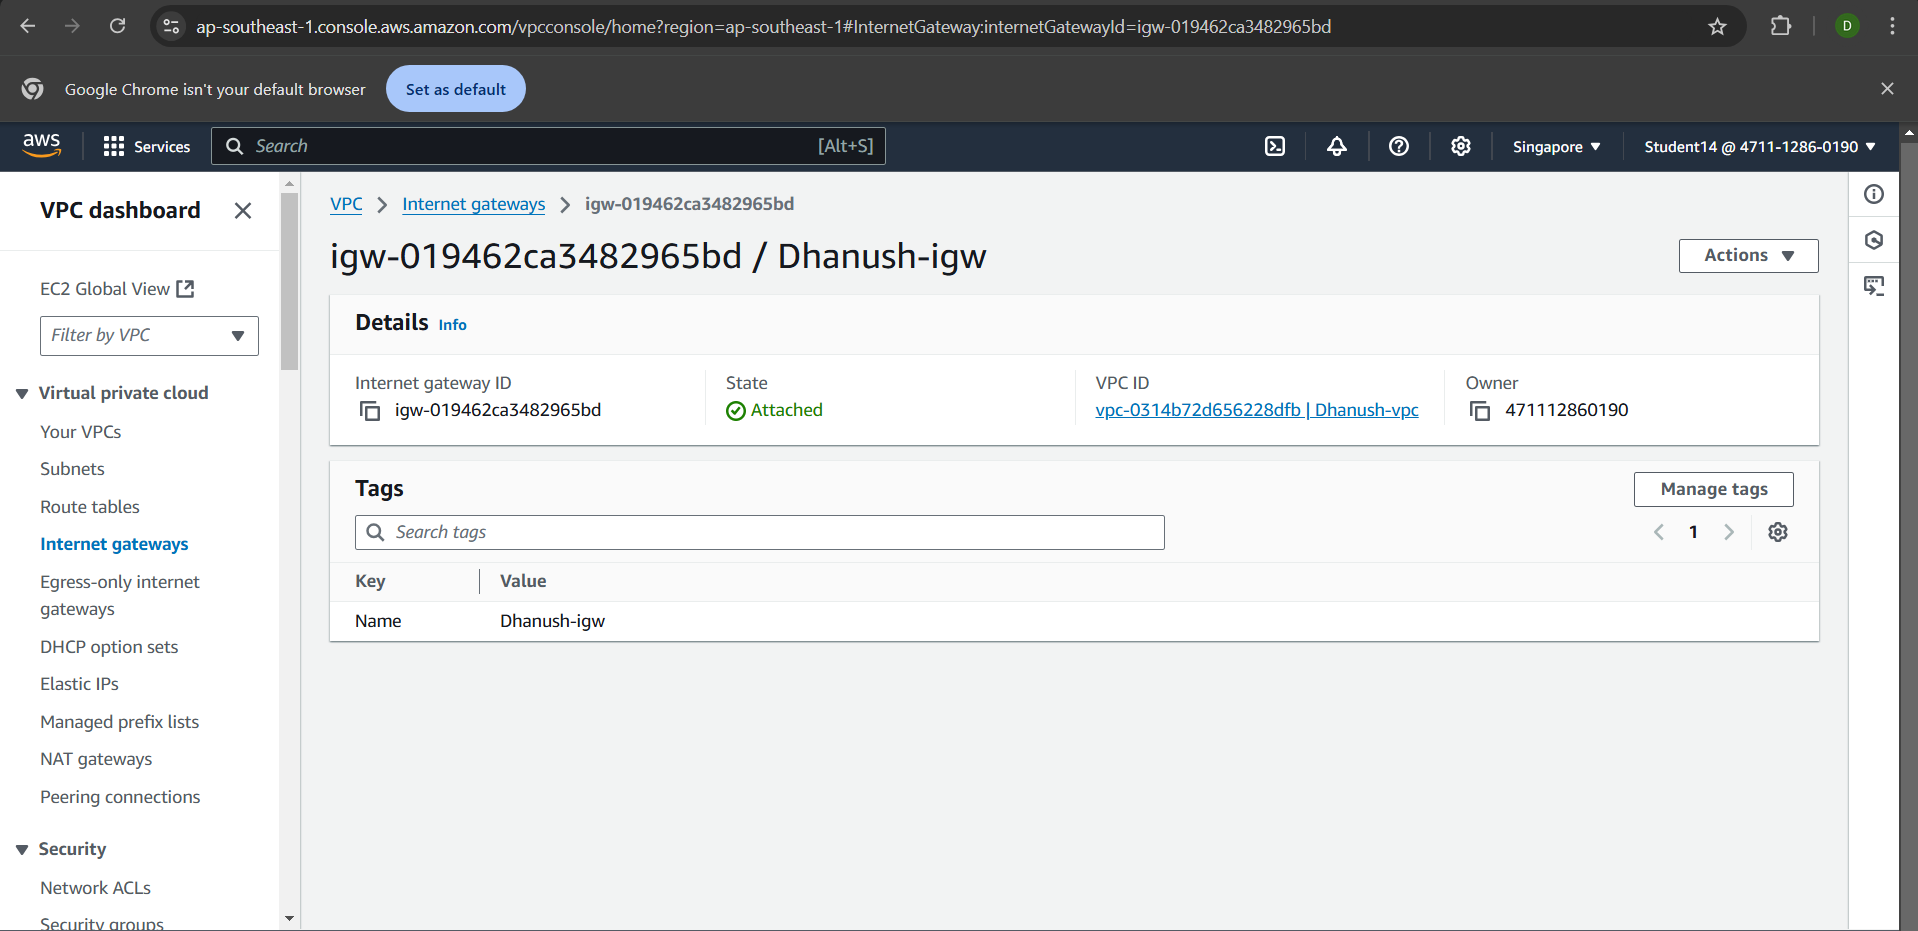 ap-southeast-1.console.aws.amazon.com/vpcconsole/home?region=ap-southeast-1#InternetGateway:internetGatewayId=igw-019462ca3482965bd
D
Google Chrome isn't your default browser
Set as default
aws
Services
Search
[Alt+S]
Singapore
Student14 @ 4711-1286-0190
VPC dashboard
EC2 Global View
Filter by VPC
Virtual private cloud
Your VPCs
Subnets
Route tables
Internet gateways
Egress-only internet
gateways
DHCP option sets
Elastic IPs
Managed prefix lists
NAT gateways
Peering connections
Security
Network ACLs
Security groups
VPC
Internet gateways
igw-019462ca3482965bd
igw-019462ca3482965bd / Dhanush-igw
Actions
Details Info
Internet gateway ID
igw-019462ca3482965bd
State
Attached
VPC ID
vpc-0314b72d656228dfb | Dhanush-vpc
Owner
471112860190
Tags
Manage tags
Search tags
1
Key Value
Name Dhanush-igw